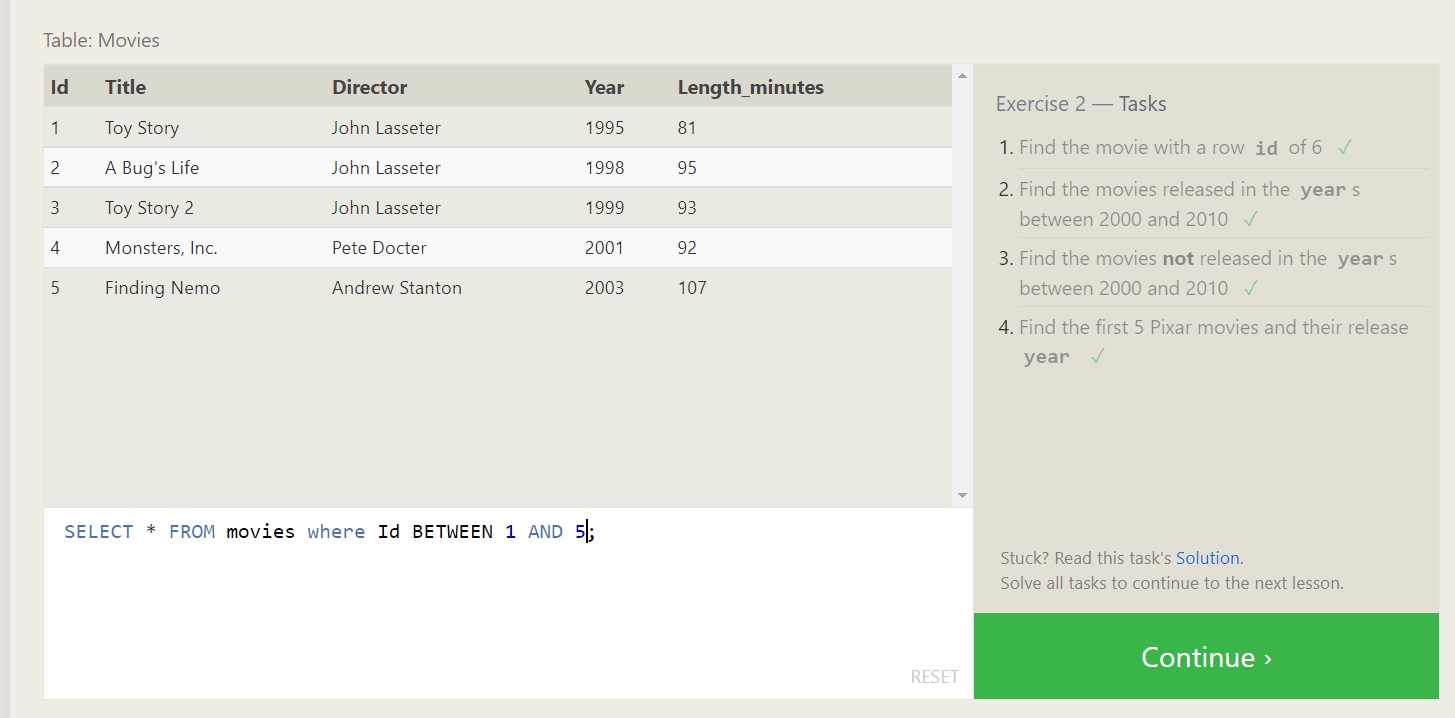 Table: Movies
Id Title Director Year Length_minutes
1 Toy Story John Lasseter 1995 81
2 A Bug's Life John Lasseter 1998 95
3 Toy Story 2 John Lasseter 1999 93
4 Monsters, Inc. Pete Docter 2001 92
5 Finding Nemo Andrew Stanton 2003 107
SELECT * FROM movies where Id BETWEEN 1 AND 5;
RESET
Exercise 2 — Tasks
1. Find the movie with a row id of 6 ✓
2. Find the movies released in the year s
between 2000 and 2010 ✓
3. Find the movies not released in the year s
between 2000 and 2010 ✓
4. Find the first 5 Pixar movies and their release
year ✓
Stuck? Read this task's Solution.
Solve all tasks to continue to the next lesson.
Continue ›